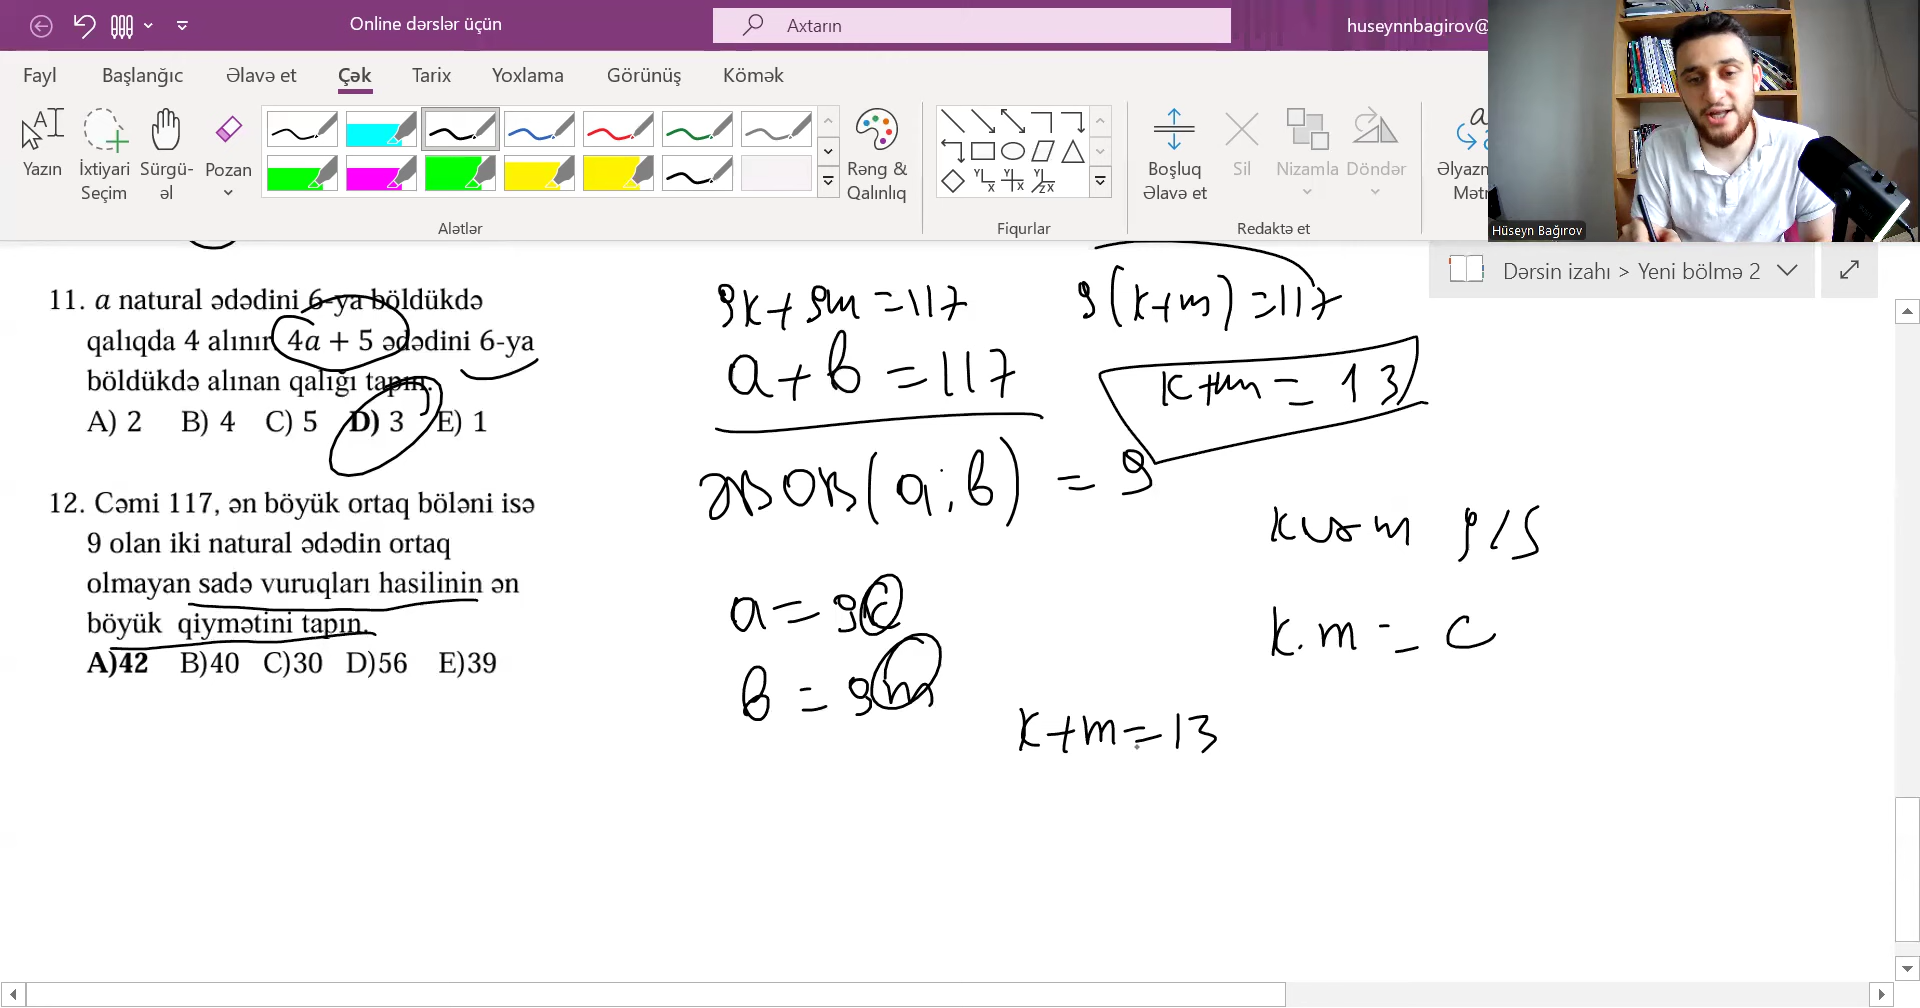 Online dərslər üçün
Axtarın
huseynnbagirov@
Fayl Başlanğıc Əlavə et Çək Tarix Yoxlama Görünüş Kömək
Yazın
İxtiyari Seçim
Sürgü-əl
Pozan
Rəng & Qalınlıq
Boşluq Əlavə et
Sil
Nizamla
Döndər
Əlyazm
Mətn
Alətlər
Fiqurlar
Redaktə et
Hüseyn Bağırov
Dərsin izahı > Yeni bölmə 2
11. a natural ədədini 6-ya böldükdə
qalıqda 4 alınır. 4a + 5 ədədini 6-ya
böldükdə alınan qalığı tapın.
A) 2 B) 4 C) 5 D) 3 E) 1
12. Cəmi 117, ən böyük ortaq böləni isə
9 olan iki natural ədədin ortaq
olmayan sadə vuruqları hasilinin ən
böyük qiymətini tapın.
A)42 B)40 C)30 D)56 E)39
9k+9m=117
9(k+m)=117
a+b=117
k+m=13
ƏBOB(a;b)=9
k və m
a=9k
b=9m
k.m=c
k+m=13